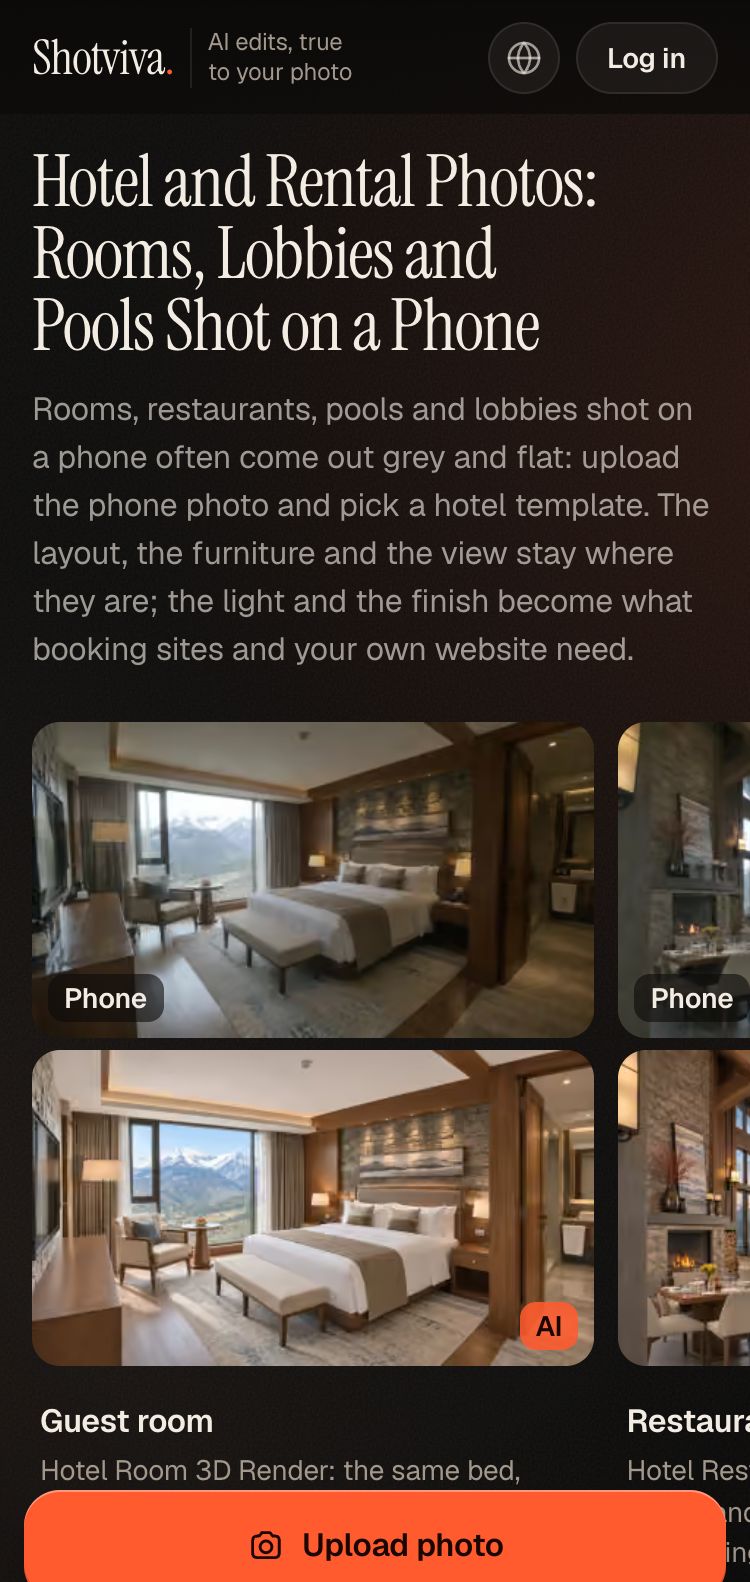 Shotviva.
AI edits, true
to your photo
Log in
Hotel and Rental Photos:
Rooms, Lobbies and
Pools Shot on a Phone
Rooms, restaurants, pools and lobbies shot on
a phone often come out grey and flat: upload
the phone photo and pick a hotel template. The
layout, the furniture and the view stay where
they are; the light and the finish become what
booking sites and your own website need.
Phone
Phone
AI
Guest room
Hotel Room 3D Render: the same bed,
Hotel
Upload photo